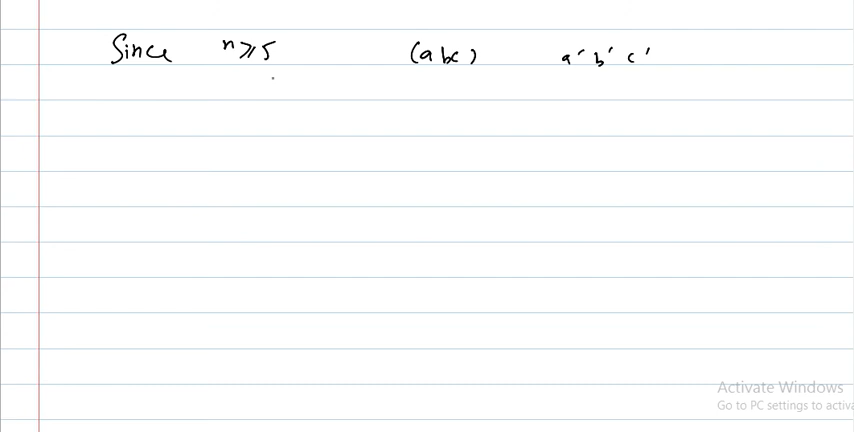 Since n ≥ 5 (abc) a' b' c'
Activate Windows
Go to PC settings to activa